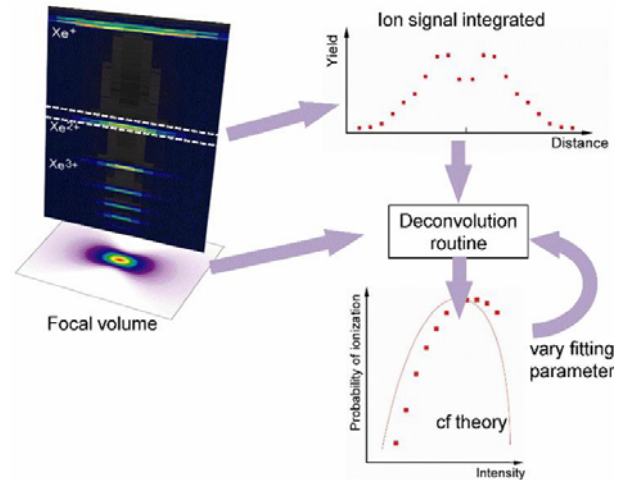 Xe+
Xe2+
Xe3+
Focal volume
Ion signal integrated
Yield
Distance
Deconvolution
routine
Probability of ionization
cf theory
Intensity
vary fitting
parameter